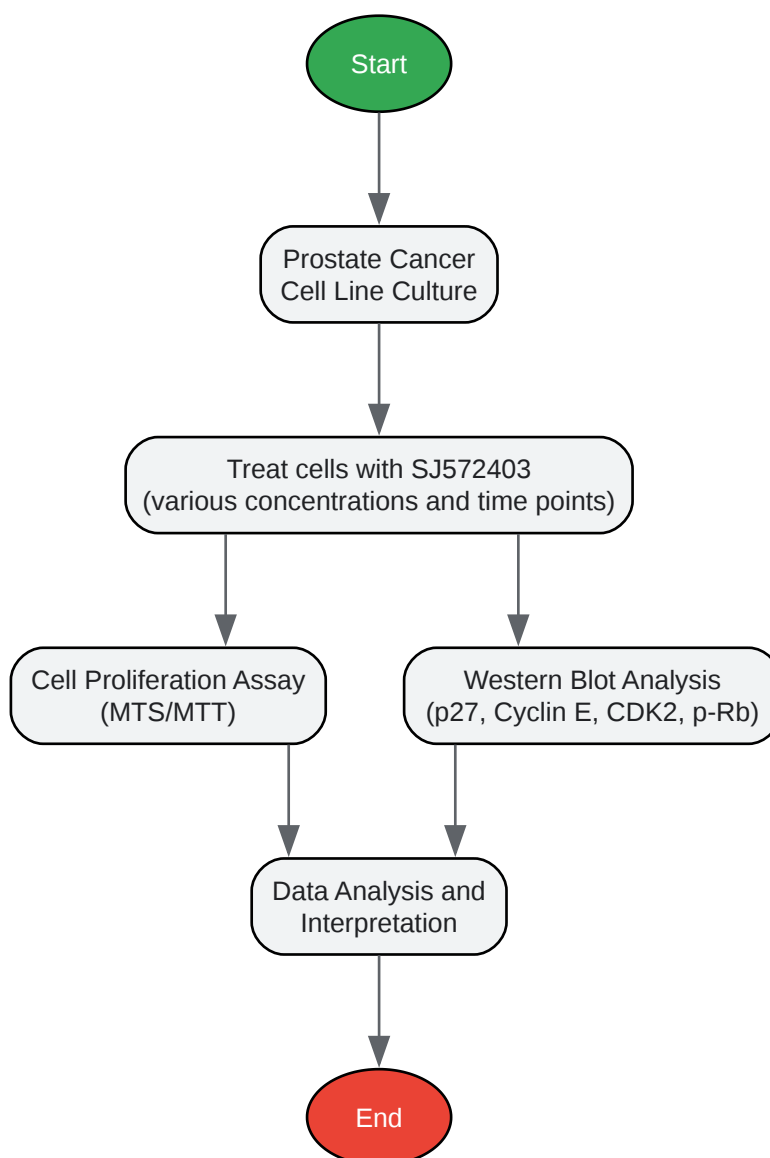 Start
Prostate Cancer
Cell Line Culture
Treat cells with SJ572403
(various concentrations and time points)
Cell Proliferation Assay
(MTS/MTT)
Western Blot Analysis
(p27, Cyclin E, CDK2, p-Rb)
Data Analysis and
Interpretation
End